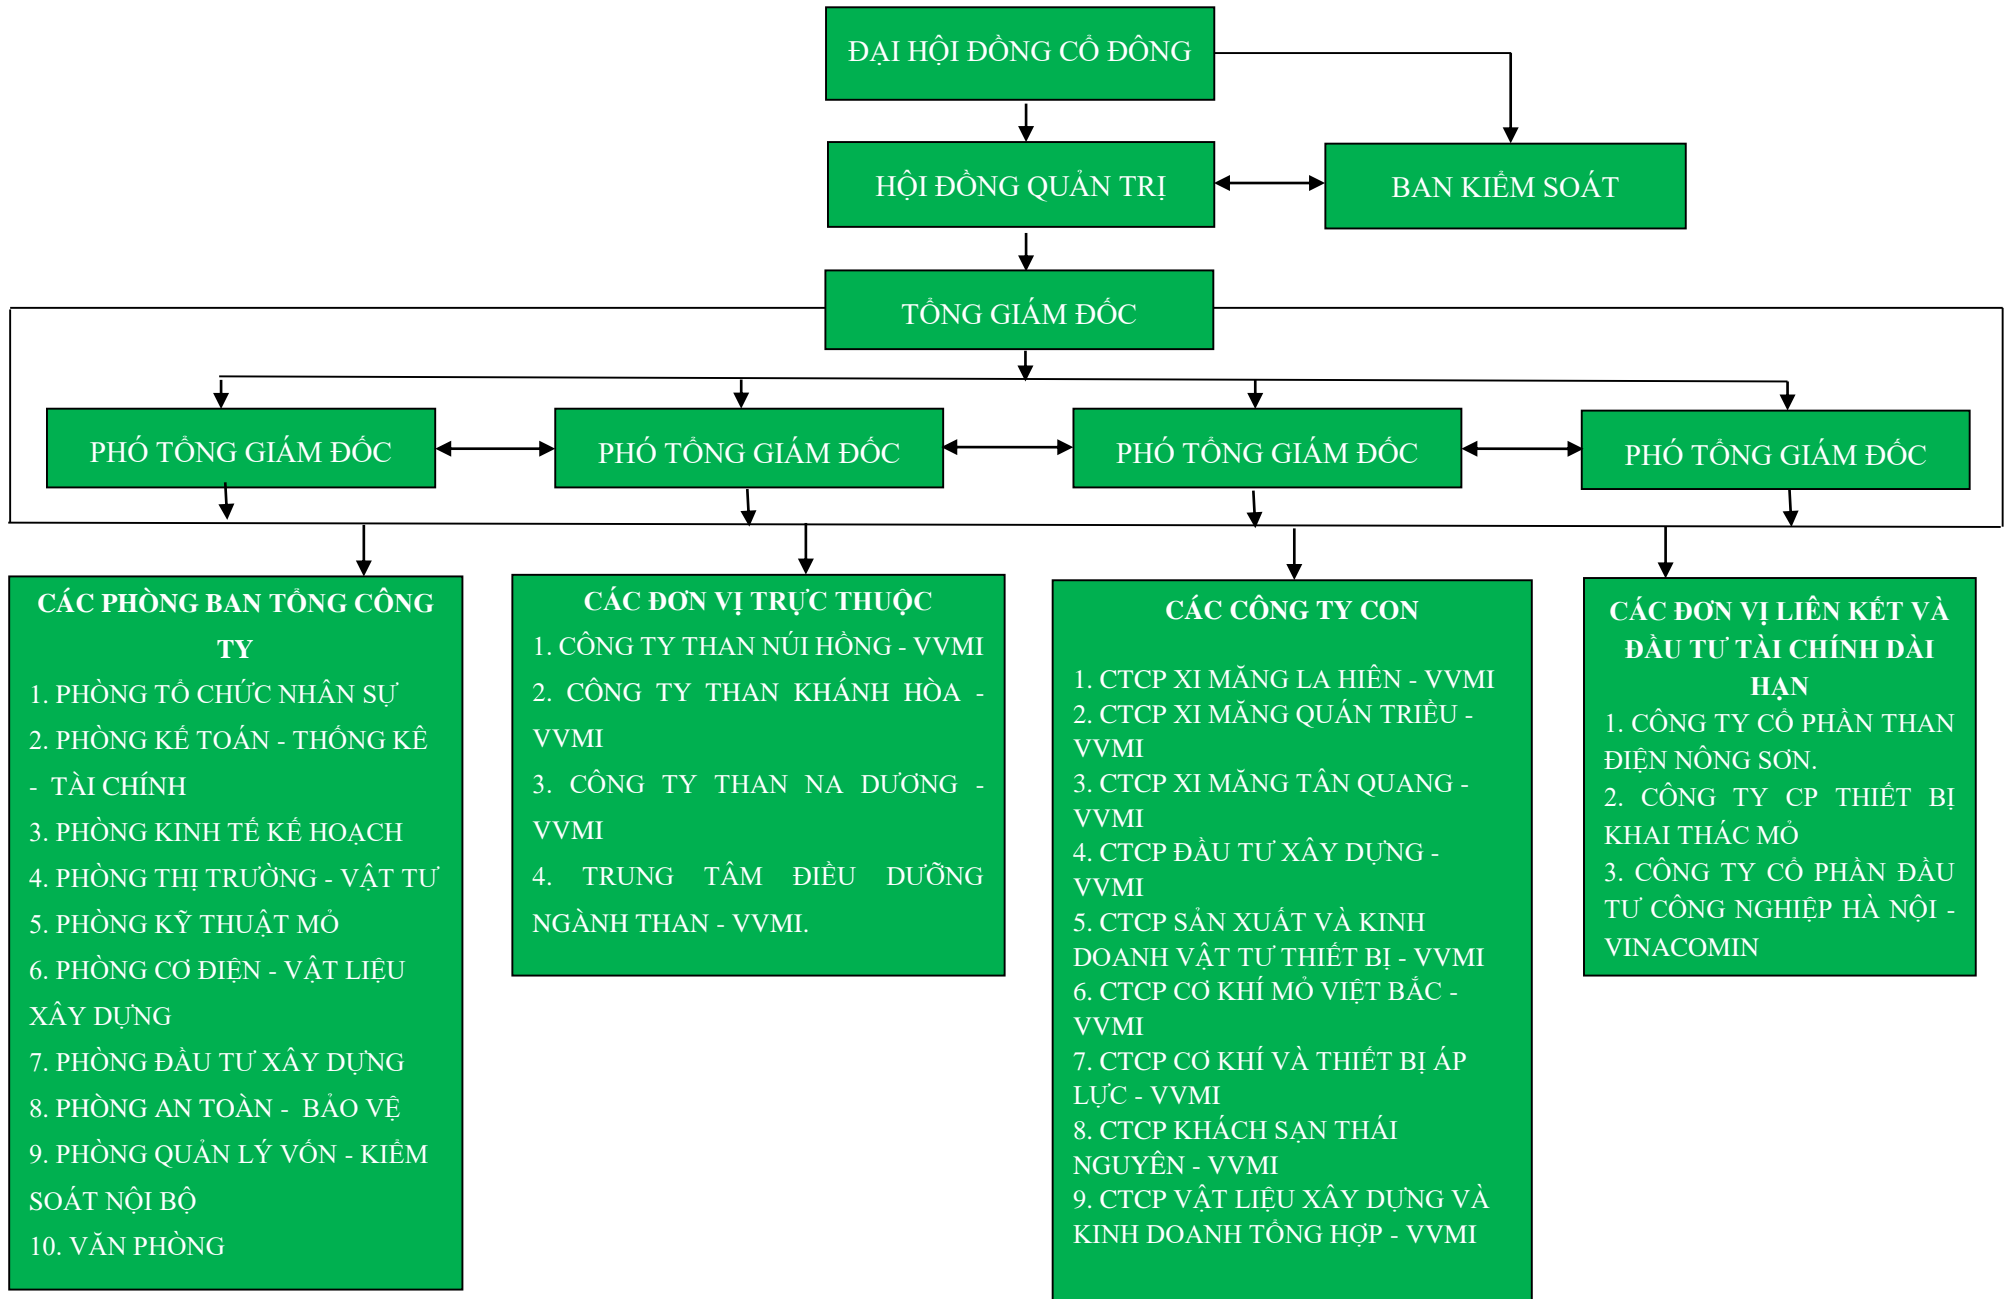 ĐẠI HỘI ĐỒNG CỔ ĐÔNG
HỘI ĐỒNG QUẢN TRỊ
BAN KIỂM SOÁT
TỔNG GIÁM ĐỐC
PHÓ TỔNG GIÁM ĐỐC
PHÓ TỔNG GIÁM ĐỐC
PHÓ TỔNG GIÁM ĐỐC
PHÓ TỔNG GIÁM ĐỐC
CÁC PHÒNG BAN TỔNG CÔNG
TY
1. PHÒNG TỔ CHỨC NHÂN SỰ
2. PHÒNG KẾ TOÁN - THỐNG KÊ
- TÀI CHÍNH
3. PHÒNG KINH TẾ KẾ HOẠCH
4. PHÒNG THỊ TRƯỜNG - VẬT TƯ
5. PHÒNG KỸ THUẬT MỎ
6. PHÒNG CƠ ĐIỆN - VẬT LIỆU
XÂY DỰNG
7. PHÒNG ĐẦU TƯ XÂY DỰNG
8. PHÒNG AN TOÀN - BẢO VỆ
9. PHÒNG QUẢN LÝ VỐN - KIỂM
SOÁT NỘI BỘ
10. VĂN PHÒNG
CÁC ĐƠN VỊ TRỰC THUỘC
1. CÔNG TY THAN NÚI HỒNG - VVMI
2. CÔNG TY THAN KHÁNH HÒA -
VVMI
3. CÔNG TY THAN NA DƯƠNG -
VVMI
4. TRUNG TÂM ĐIỀU DƯỠNG
NGÀNH THAN - VVMI.
CÁC CÔNG TY CON
1. CTCP XI MĂNG LA HIÊN - VVMI
2. CTCP XI MĂNG QUÁN TRIỀU -
VVMI
3. CTCP XI MĂNG TÂN QUANG -
VVMI
4. CTCP ĐẦU TƯ XÂY DỰNG -
VVMI
5. CTCP SẢN XUẤT VÀ KINH
DOANH VẬT TƯ THIẾT BỊ - VVMI
6. CTCP CƠ KHÍ MỎ VIỆT BẮC -
VVMI
7. CTCP CƠ KHÍ VÀ THIẾT BỊ ÁP
LỰC - VVMI
8. CTCP KHÁCH SẠN THÁI
NGUYÊN - VVMI
9. CTCP VẬT LIỆU XÂY DỰNG VÀ
KINH DOANH TỔNG HỢP - VVMI
CÁC ĐƠN VỊ LIÊN KẾT VÀ
ĐẦU TƯ TÀI CHÍNH DÀI
HẠN
1. CÔNG TY CỔ PHẦN THAN
ĐIỆN NÔNG SƠN.
2. CÔNG TY CP THIẾT BỊ
KHAI THÁC MỎ
3. CÔNG TY CỔ PHẦN ĐẦU
TƯ CÔNG NGHIỆP HÀ NỘI -
VINACOMIN